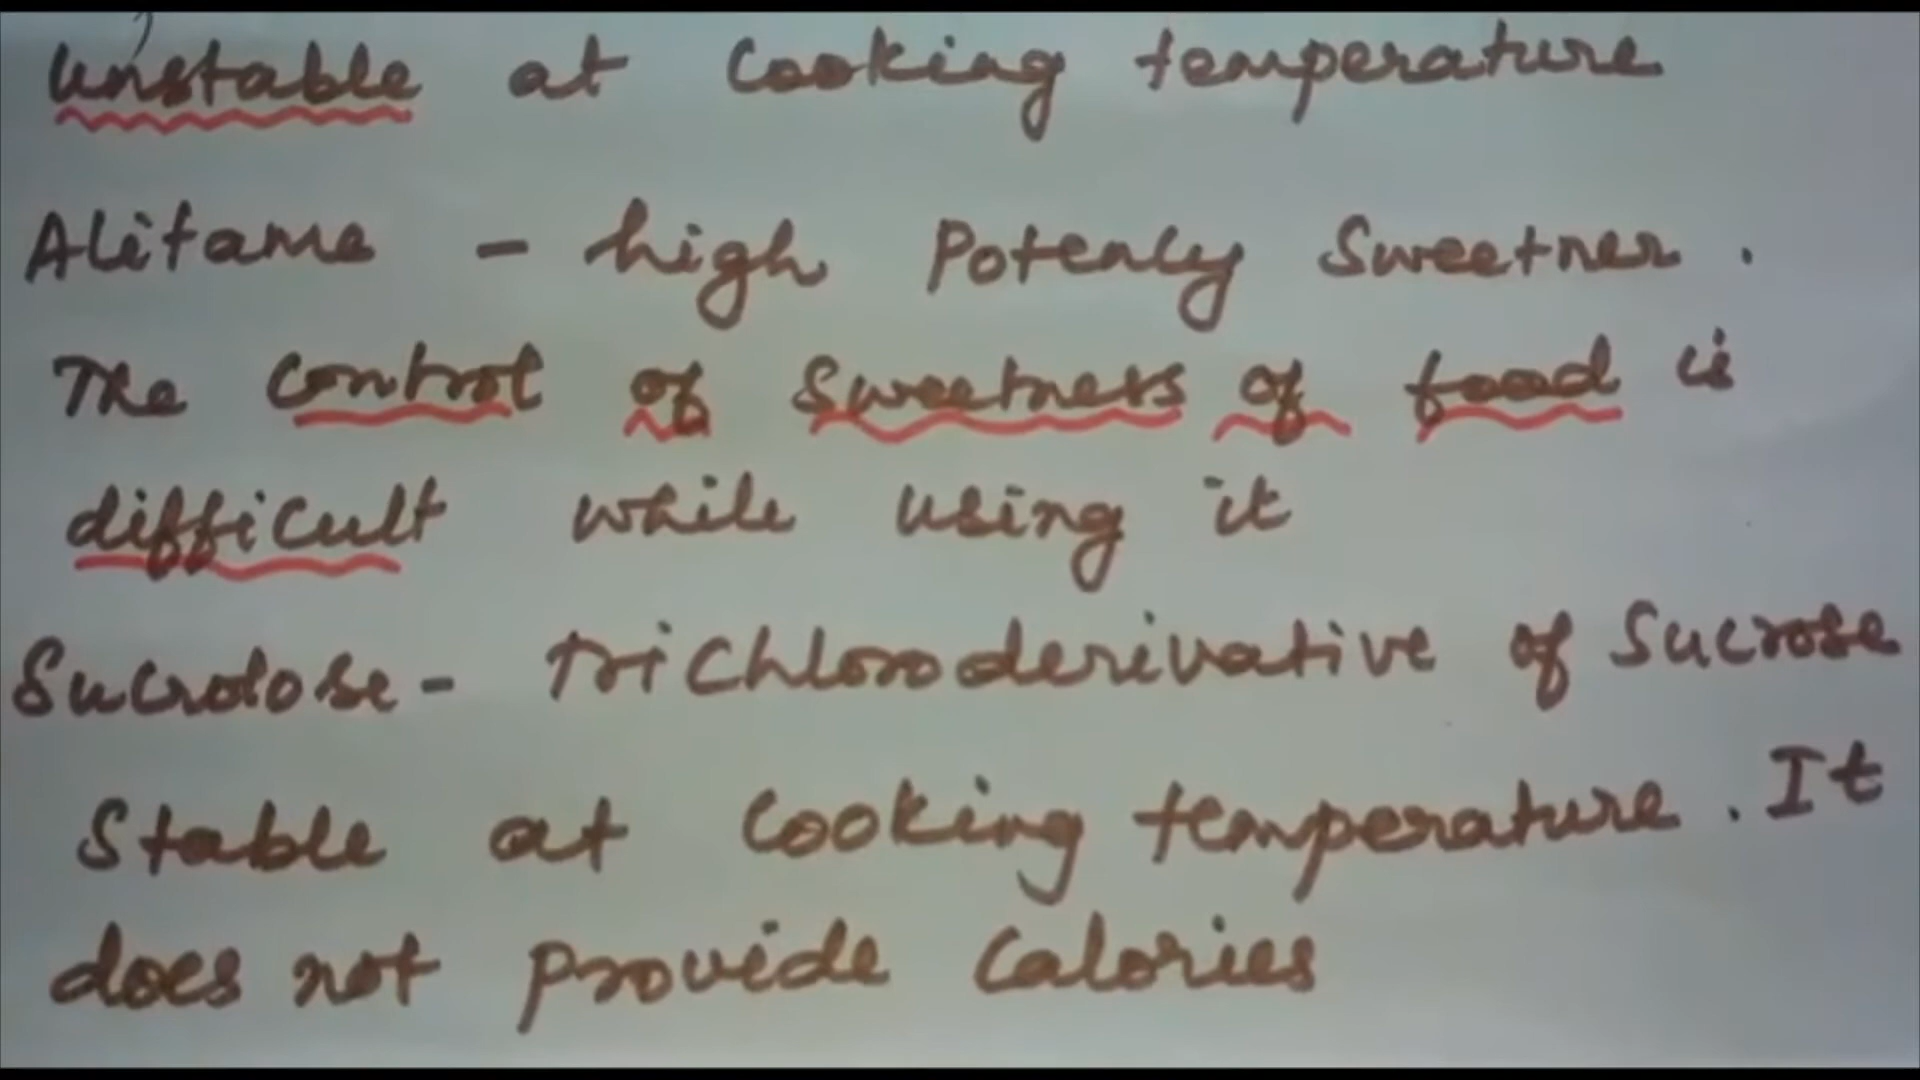 unstable at cooking temperature
Alitame - high Potency Sweetner.
The control of Sweetness of food is
difficult while using it
Sucrolose - trichloroderivative of Sucrose
Stable at cooking temperature. It
does not provide calories